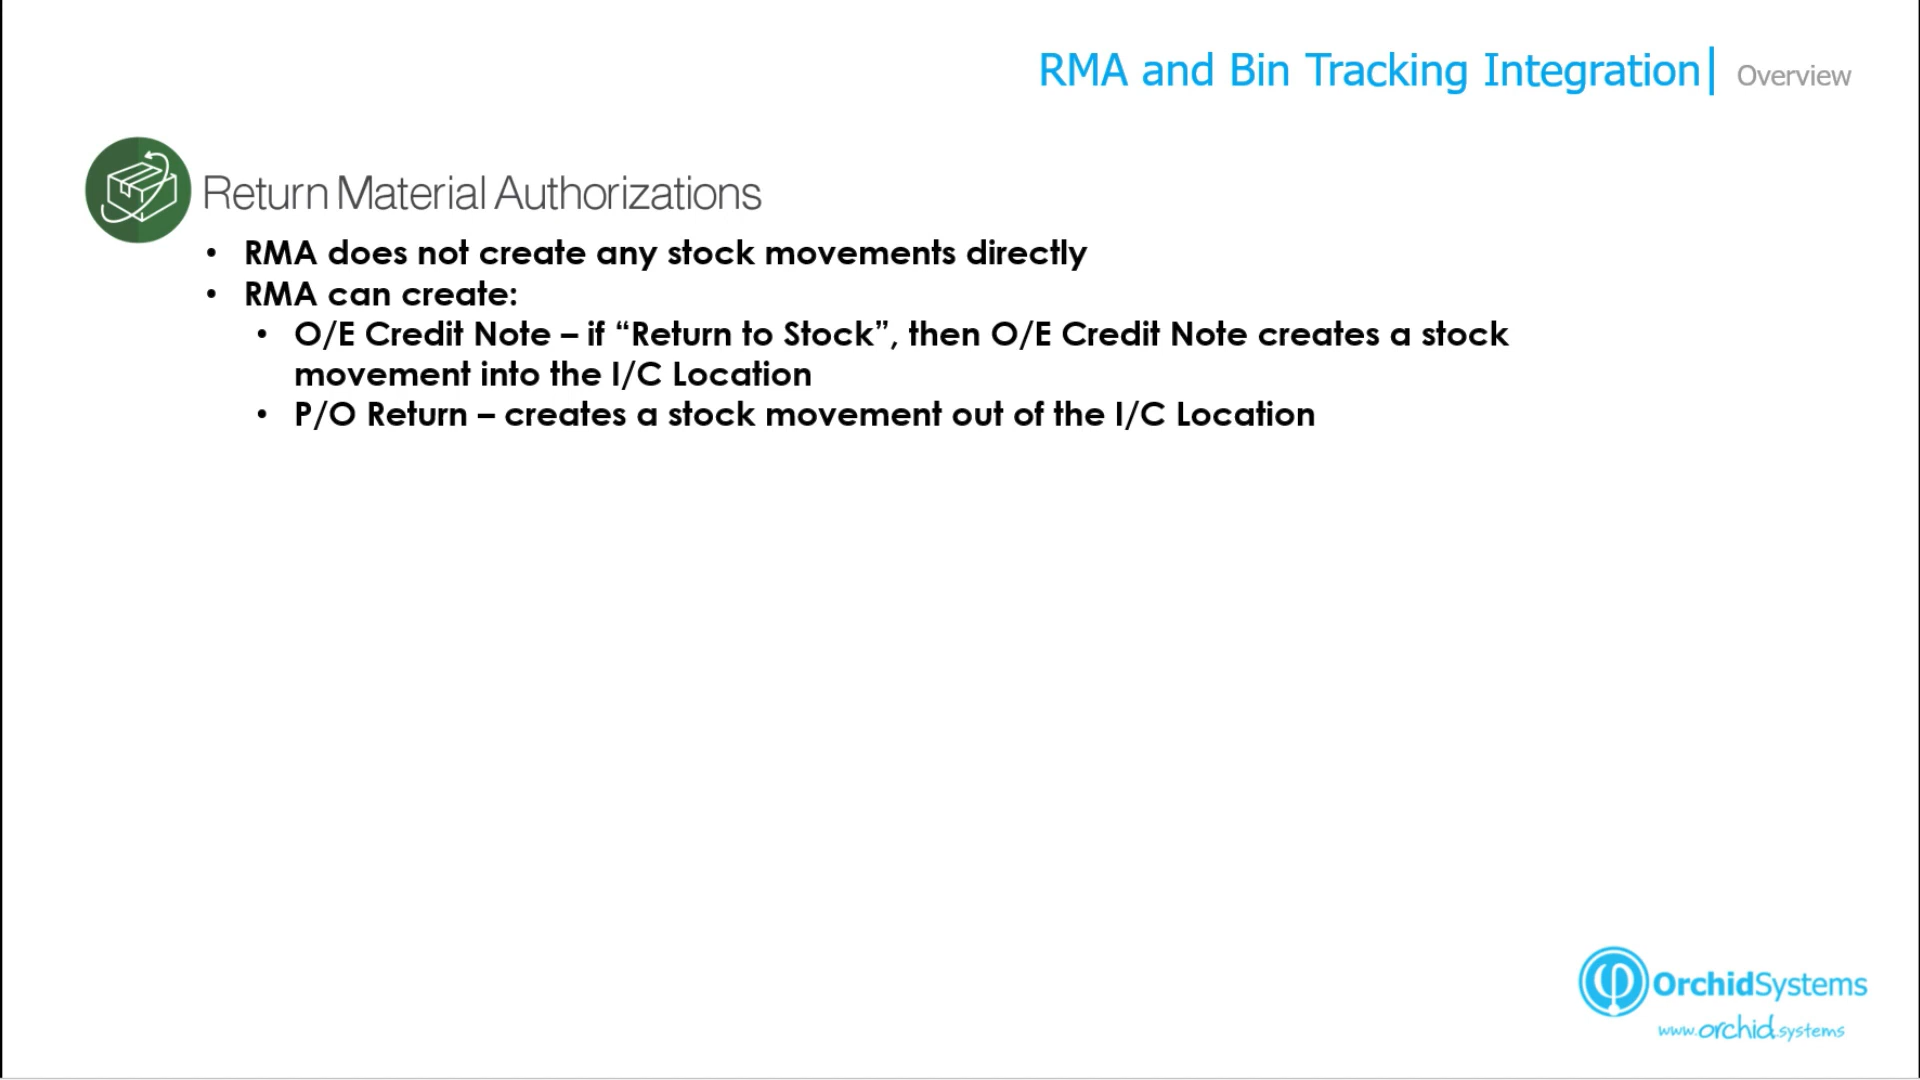 RMA and Bin Tracking Integration| Overview
Return Material Authorizations
• RMA does not create any stock movements directly
• RMA can create:
• O/E Credit Note – if “Return to Stock”, then O/E Credit Note creates a stock
movement into the I/C Location
• P/O Return – creates a stock movement out of the I/C Location
OrchidSystems
www.orchid.systems